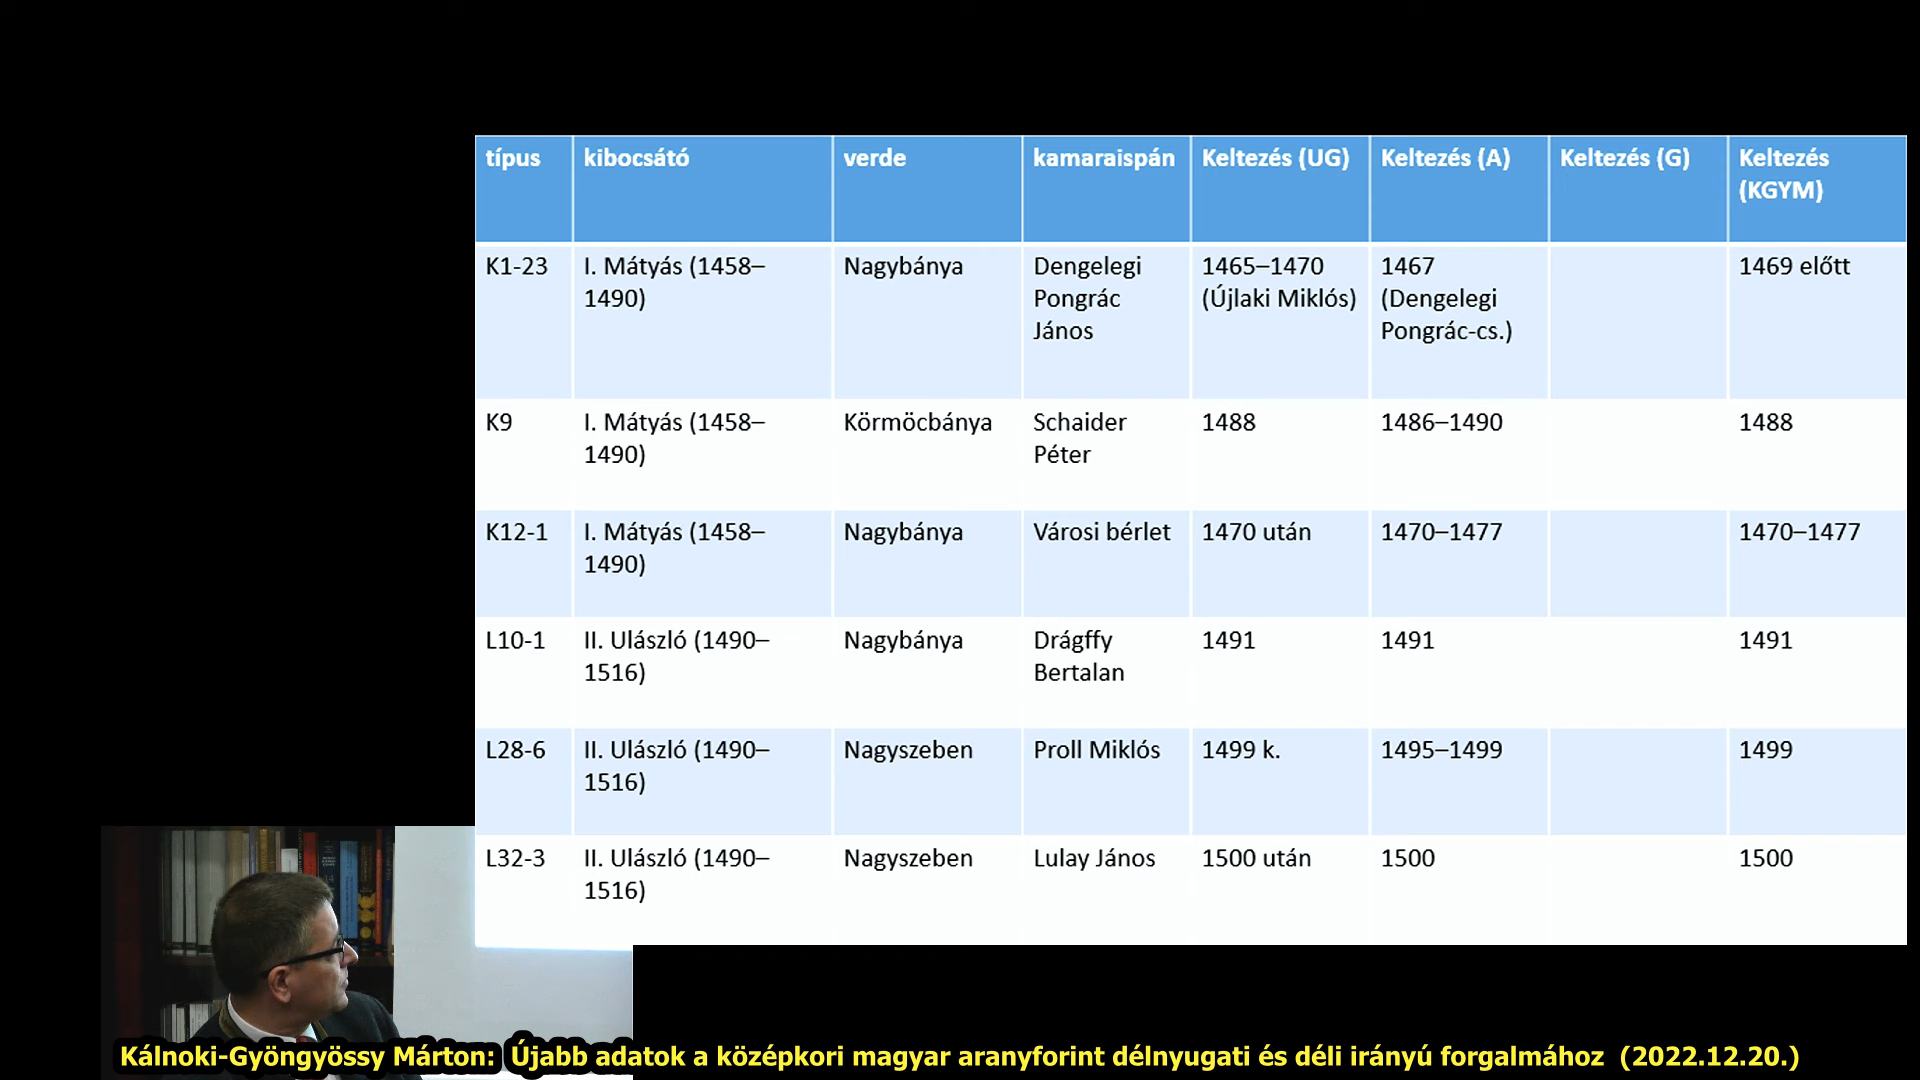 típus kibocsátó verde kamaraispán Keltezés (UG) Keltezés (A) Keltezés (G) Keltezés
(KGYM)
K1-23 I. Mátyás (1458– Nagybánya Dengelegi 1465–1470 1467 1469 előtt
1490) Pongrác (Újlaki Miklós) (Dengelegi
János Pongrác-cs.)
K9 I. Mátyás (1458– Körmöcbánya Schaider 1488 1486–1490 1488
1490) Péter
K12-1 I. Mátyás (1458– Nagybánya Városi bérlet 1470 után 1470–1477 1470–1477
1490)
L10-1 II. Ulászló (1490– Nagybánya Drágffy 1491 1491 1491
1516) Bertalan
L28-6 II. Ulászló (1490– Nagyszeben Proll Miklós 1499 k. 1495–1499 1499
1516)
L32-3 II. Ulászló (1490– Nagyszeben Lulay János 1500 után 1500 1500
1516)
Kálnoki-Gyöngyössy Márton: Újabb adatok a középkori magyar aranyforint délnyugati és déli irányú forgalmához (2022.12.20.)